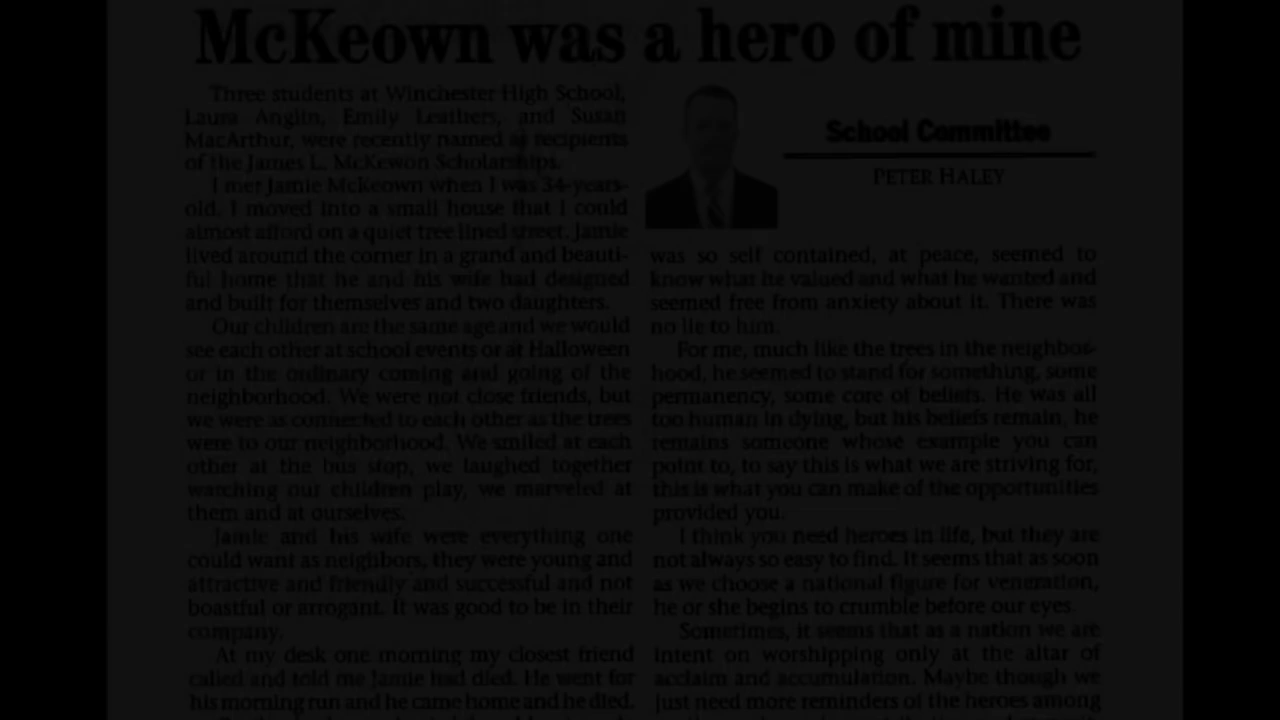 McKeown was a hero of mine
Three students at Winchester High School,
Laura Anglin, Emily Leathers, and Susan
MacArthur, were recently named as recipients
of the James L. McKewon Scholarships.
I met Jamie McKeown when I was 34-years-
old. I moved into a small house that I could
almost afford on a quiet tree lined street. Jamie
lived around the corner in a grand and beauti-
ful home that he and his wife had designed
and built for themselves and two daughters.
Our children are the same age and we would
see each other at school events or at Halloween
or in the ordinary coming and going of the
neighborhood. We were not close friends, but
we were as connected to each other as the trees
were to our neighborhood. We smiled at each
other at the bus stop, we laughed together
watching our children play, we marveled at
them and at ourselves.
Jamie and his wife were everything one
could want as neighbors, they were young and
attractive and friendly and successful and not
boastful or arrogant. It was good to be in their
company.
At my desk one morning my closest friend
called and told me Jamie had died. He went for
his morning run and he came home and he died.
School Committee
PETER HALEY
was so self contained, at peace, seemed to
know what he valued and what he wanted and
seemed free from anxiety about it. There was
no lie to him.
For me, much like the trees in the neighbor-
hood, he seemed to stand for something, some
permanency, some core of beliefs. He was all
too human in dying, but his beliefs remain, he
remains someone whose example you can
point to, to say this is what we are striving for,
this is what you can make of the opportunities
provided you.
I think you need heroes in life, but they are
not always so easy to find. It seems that as soon
as we choose a national figure for veneration,
he or she begins to crumble before our eyes.
Sometimes, it seems that as a nation we are
intent on worshipping only at the altar of
acclaim and accumulation. Maybe though we
just need more reminders of the heroes among